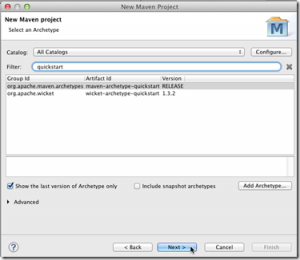 New Maven project
New Maven project
Select an Archetype
M
Catalog: All Catalogs Configure...
Filter: quickstart
Group Id Artifact Id Version
org.apache.maven.archetypes maven-archetype-quickstart RELEASE
org.apache.wicket wicket-archetype-quickstart 1.3.2
Show the last version of Archetype only Include snapshot archetypes Add Archetype...
Advanced
? < Back Next > Cancel Finish